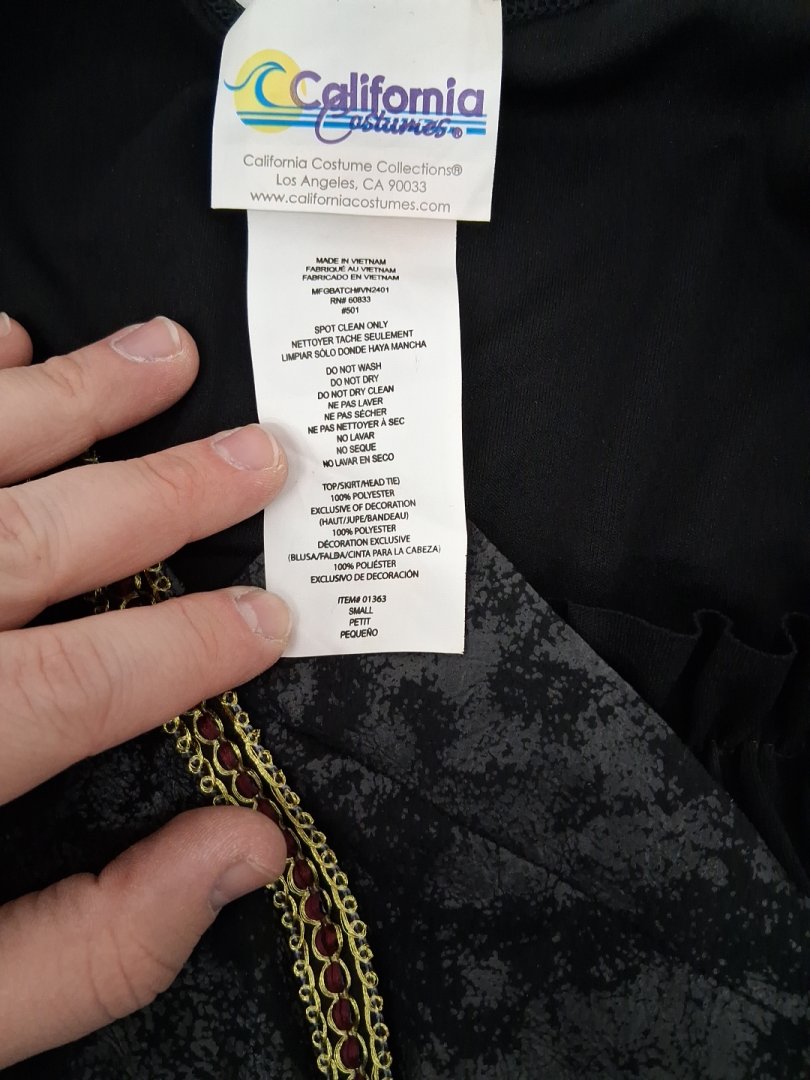 California
Costumes®
California Costume Collections®
Los Angeles, CA 90033
www.californiacostumes.com
MADE IN VIETNAM
FABRIQUÉ AU VIETNAM
FABRICADO EN VIETNAM
MFGBATCH#VN2401
RN# 60833
#501
SPOT CLEAN ONLY
NETTOYER TACHE SEULEMENT
LIMPIAR SÓLO DONDE HAYA MANCHA
DO NOT WASH
DO NOT DRY
DO NOT DRY CLEAN
NE PAS LAVER
NE PAS SÉCHER
NE PAS NETTOYER À SEC
NO LAVAR
NO SEQUE
NO LAVAR EN SECO
TOP/SKIRT/HEAD TIE)
100% POLYESTER
EXCLUSIVE OF DECORATION
(HAUT/JUPE/BANDEAU)
100% POLYESTER
DÉCORATION EXCLUSIVE
(BLUSA/FALDA/CINTA PARA LA CABEZA)
100% POLIÉSTER
EXCLUSIVO DE DECORACIÓN
ITEM# 01363
SMALL
PETIT
PEQUEÑO